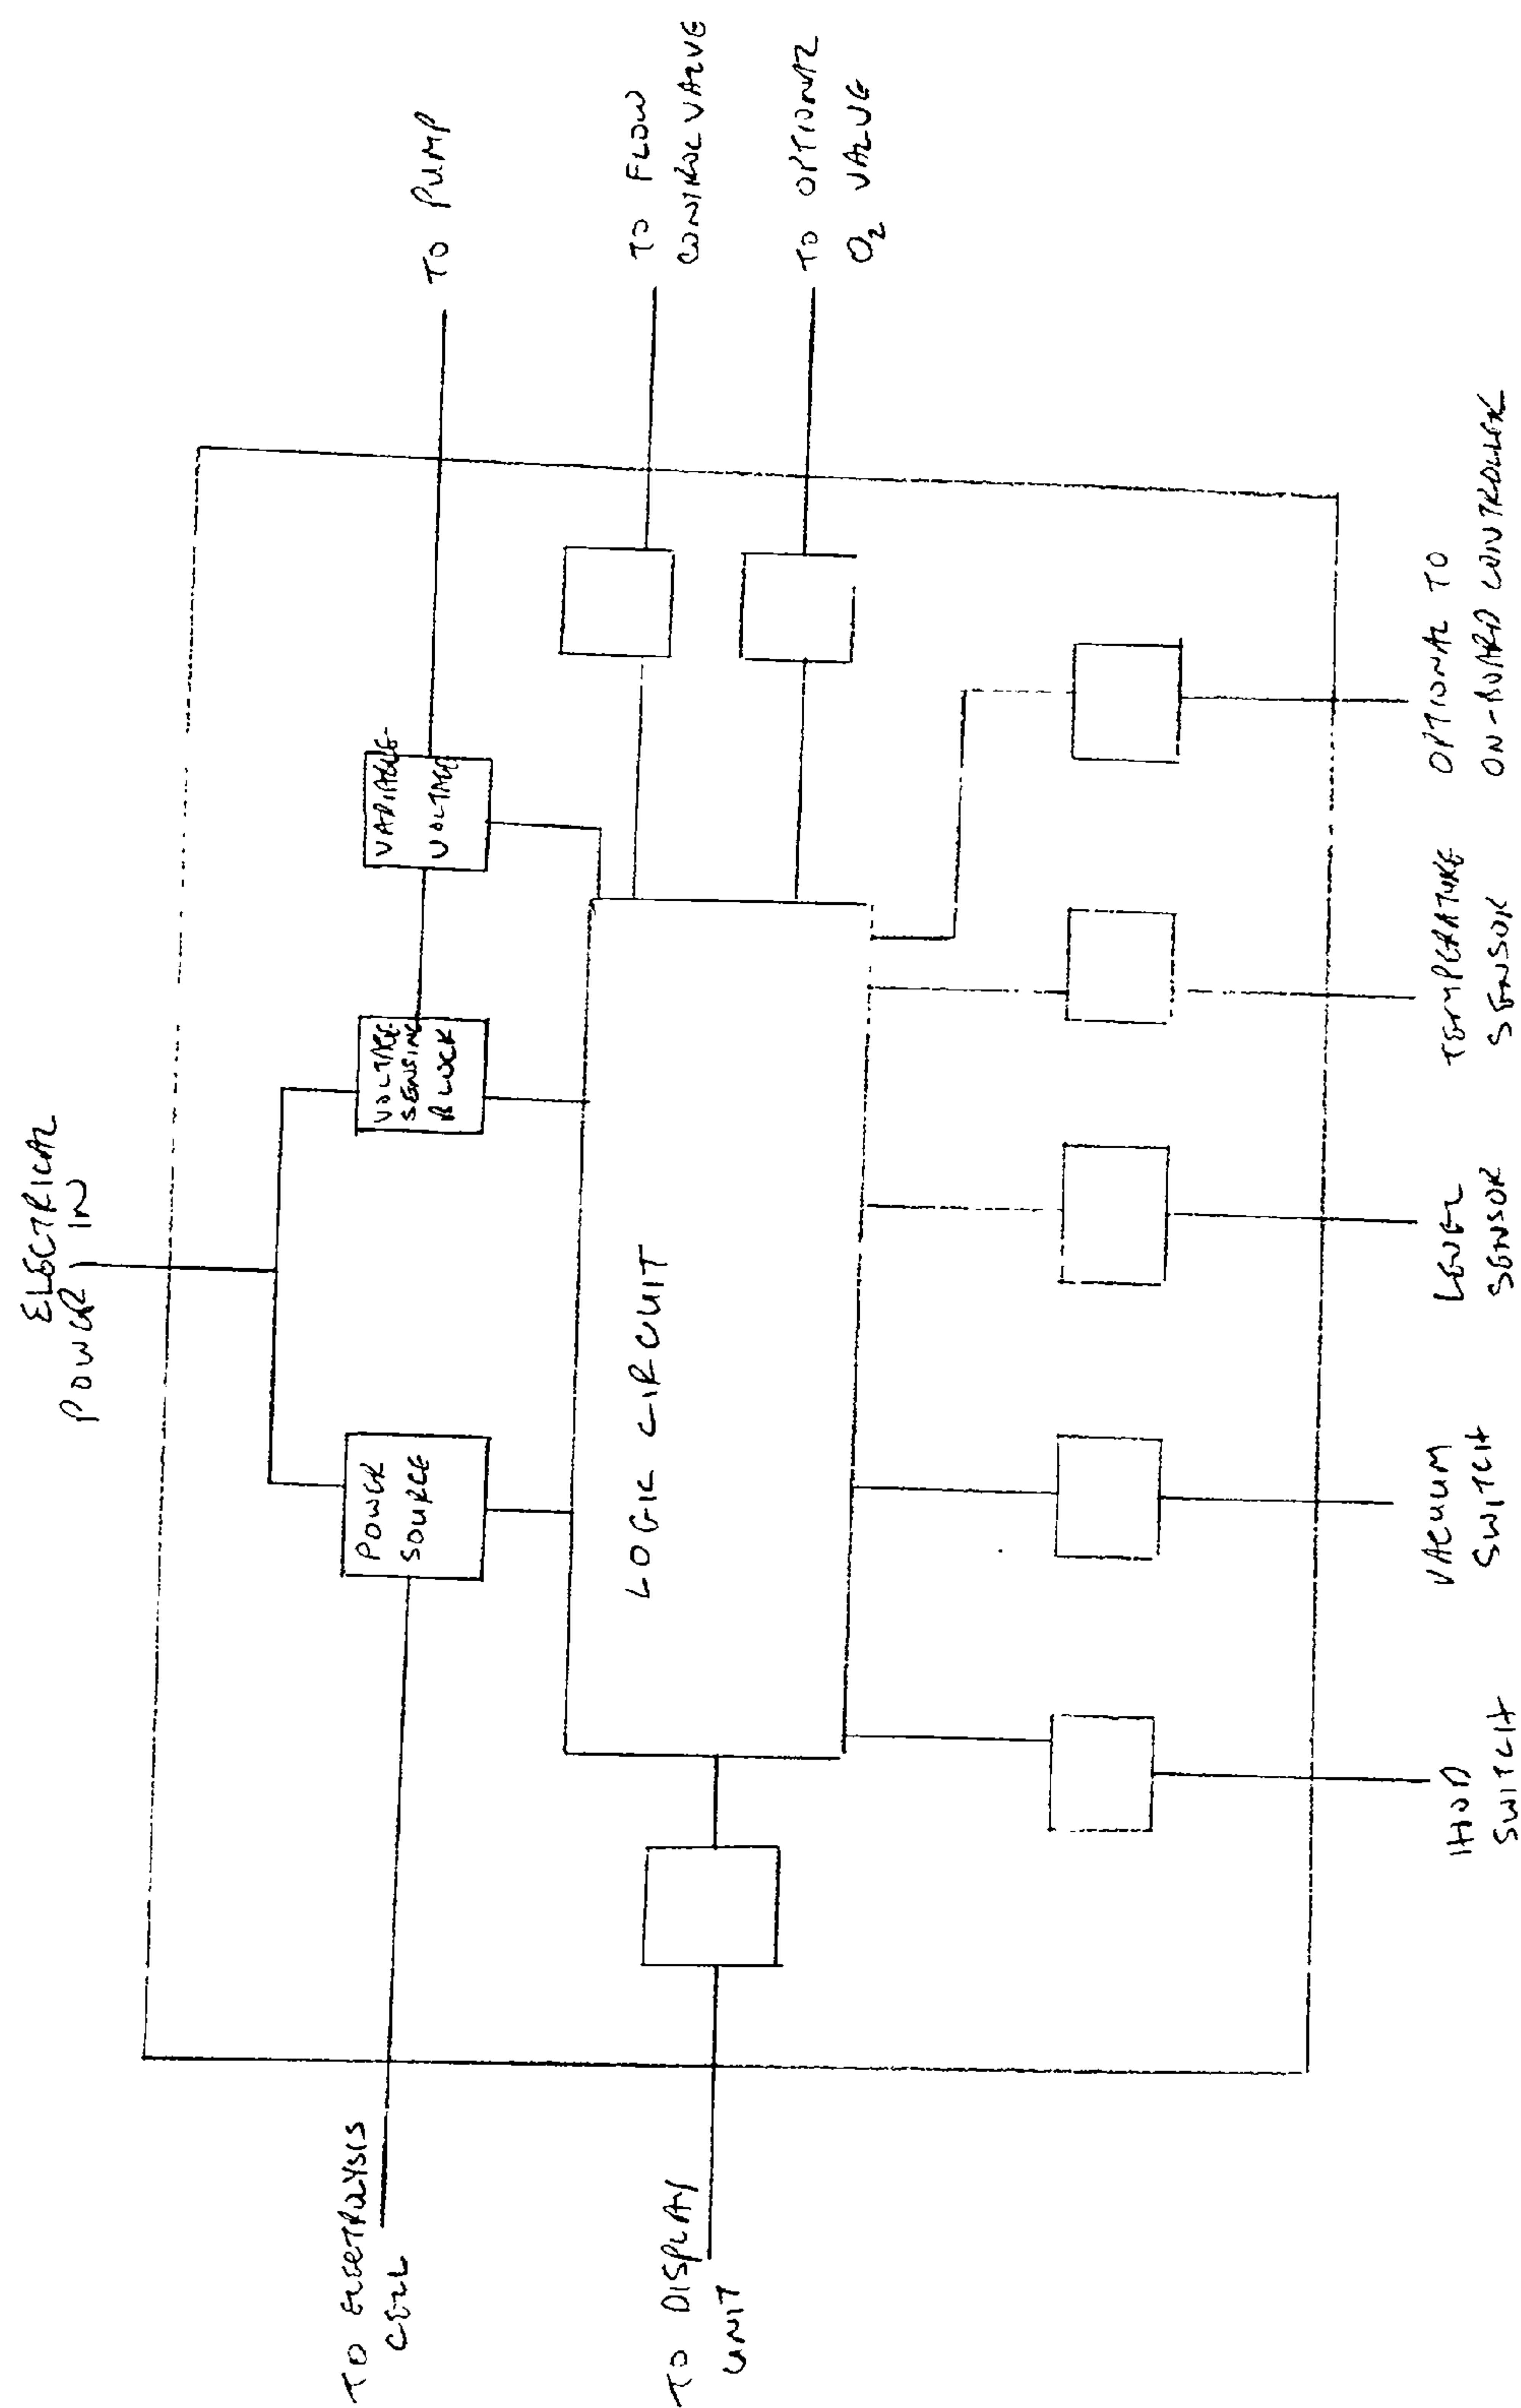 ELECTRICAL
POWER IN
TO ELECTROLYSIS
CELL
POWER
SOURCE
VOLTAGE
SENSING
BLOCK
VARIABLE
VOLTAGE
TO PUMP
TO DISPLAY
UNIT
LOGIC CIRCUIT
TO FLOW
CONTROL VALVE
TO OPTIONAL
O2 VALVE
HOOD
SWITCH
VACUUM
SWITCH
LEVEL
SENSOR
TEMPERATURE
SENSOR
OPTIONAL TO
ON-BOARD CONTROLLER